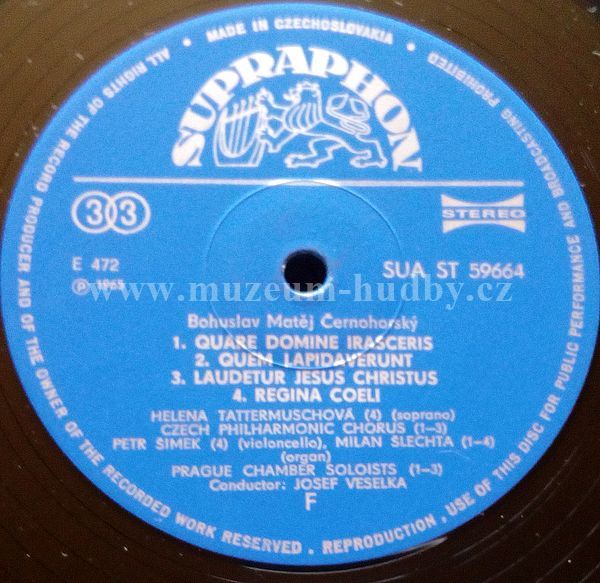 ALL RIGHTS OF THE RECORD PRODUCER AND OF THE OWNER OF THE RECORDED WORK RESERVED . REPRODUCTION , USE OF THIS DISC FOR PUBLIC PERFORMANCE AND BROADCASTING PROHIBITED
MADE IN CZECHOSLOVAKIA
SUPRAPHON
33
STEREO
E 472
SUA ST 59664
℗ 1965
www.muzeum-hudby.cz
Bohuslav Matěj Černohorský
1. QUARE DOMINE IRASCERIS
2. QUEM LAPIDAVERUNT
3. LAUDETUR JESUS CHRISTUS
4. REGINA COELI
HELENA TATTERMUSCHOVÁ (4) (soprano)
CZECH PHILHARMONIC CHORUS (1–3)
PETR ŠIMEK (4) (violoncello), MILAN ŠLECHTA (1–4)
(organ)
PRAGUE CHAMBER SOLOISTS (1–3)
Conductor: JOSEF VESELKA
F